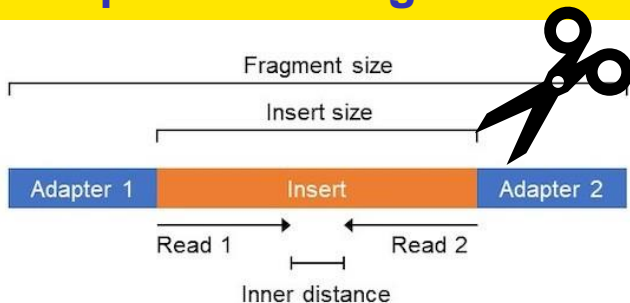 Fragment size
Insert size
Adapter 1 Insert Adapter 2
Read 1 Read 2
Inner distance